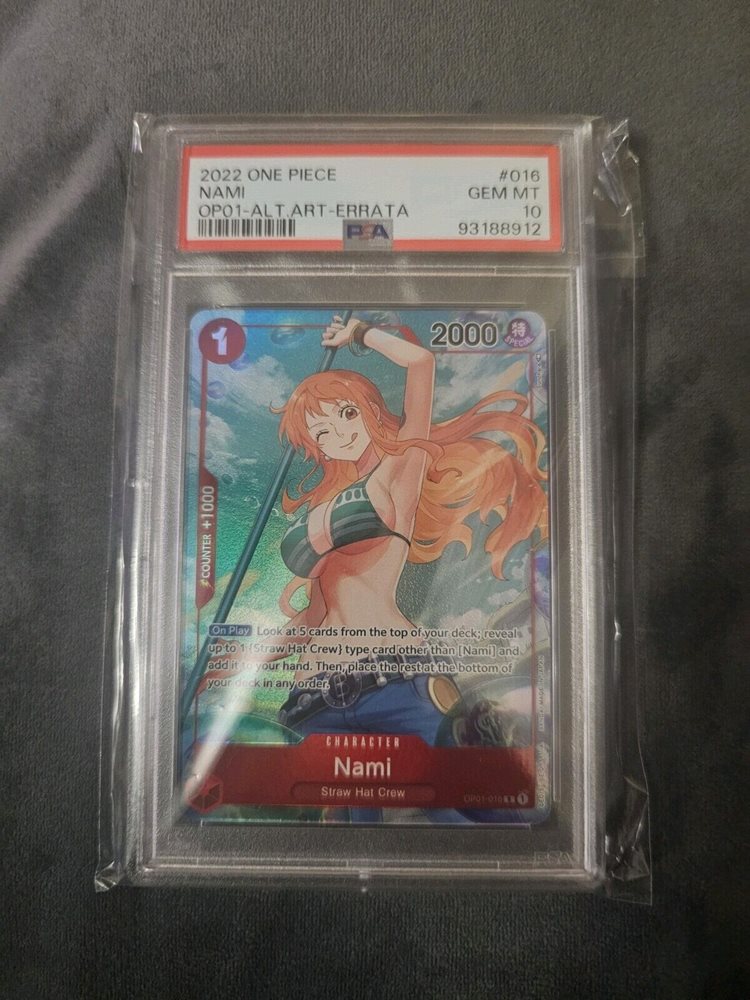 2022 ONE PIECE
#016
NAMI
GEM MT
OP01-ALT.ART-ERRATA
10
PSA
93188912
1
2000
特
SPECIAL
COUNTER +1000
On Play Look at 5 cards from the top of your deck; reveal
up to 1 {Straw Hat Crew} type card other than [Nami] and
add it to your hand. Then, place the rest at the bottom of
your deck in any order.
CHARACTER
Nami
Straw Hat Crew
OP01-016 R 1
PSA